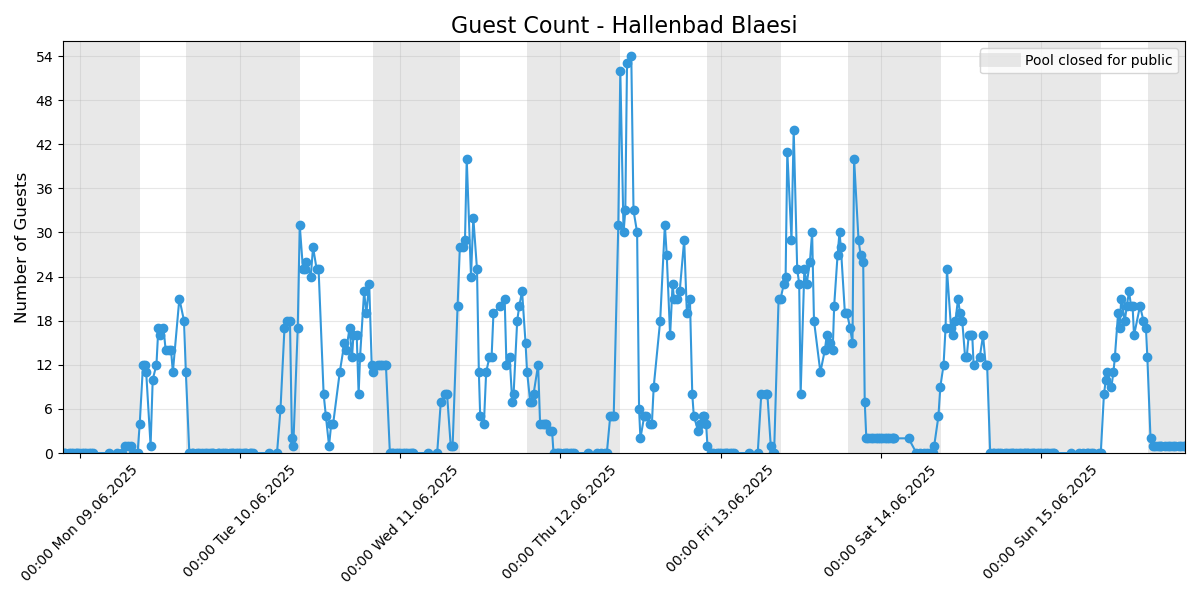 Guest Count - Hallenbad Blaesi
Pool closed for public
Number of Guests
54
48
42
36
30
24
18
12
6
0
00:00 Mon 09.06.2025
00:00 Tue 10.06.2025
00:00 Wed 11.06.2025
00:00 Thu 12.06.2025
00:00 Fri 13.06.2025
00:00 Sat 14.06.2025
00:00 Sun 15.06.2025